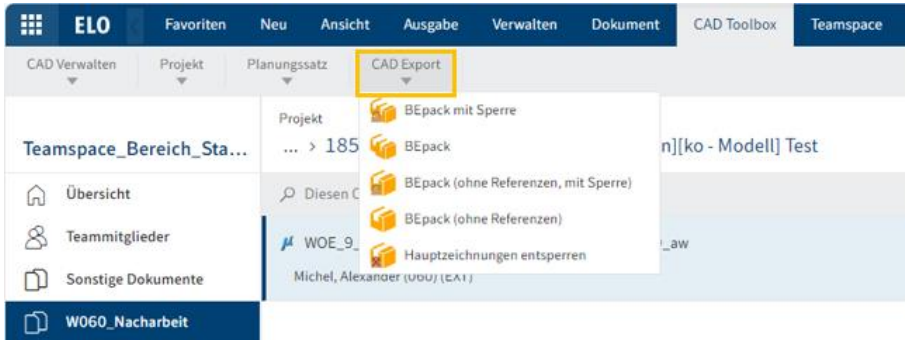 ELO Favoriten Neu Ansicht Ausgabe Verwalten Dokument CAD Toolbox Teamspace
CAD Verwalten Projekt Planungssatz CAD Export
BEpack mit Sperre
BEpack
BEpack (ohne Referenzen, mit Sperre)
BEpack (ohne Referenzen)
Hauptzeichnungen entsperren
Teamspace_Bereich_Sta...
Übersicht
Teammitglieder
Sonstige Dokumente
W060_Nacharbeit
Projekt
... > 185 n][ko - Modell] Test
Diesen
WOE_9_ _aw
Michel, Alexander (060) (EXT)